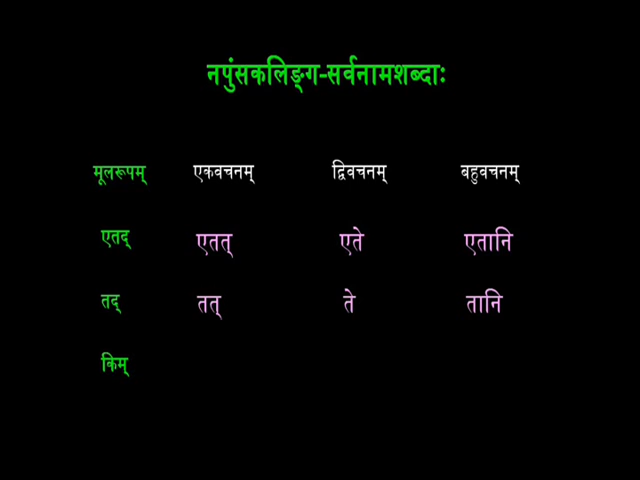 नपुंसकलिङ्ग-सर्वनामशब्दाः
मूलरूपम् एकवचनम् द्विवचनम् बहुवचनम्
एतद् एतत् एते एतानि
तद् तत् ते तानि
किम्